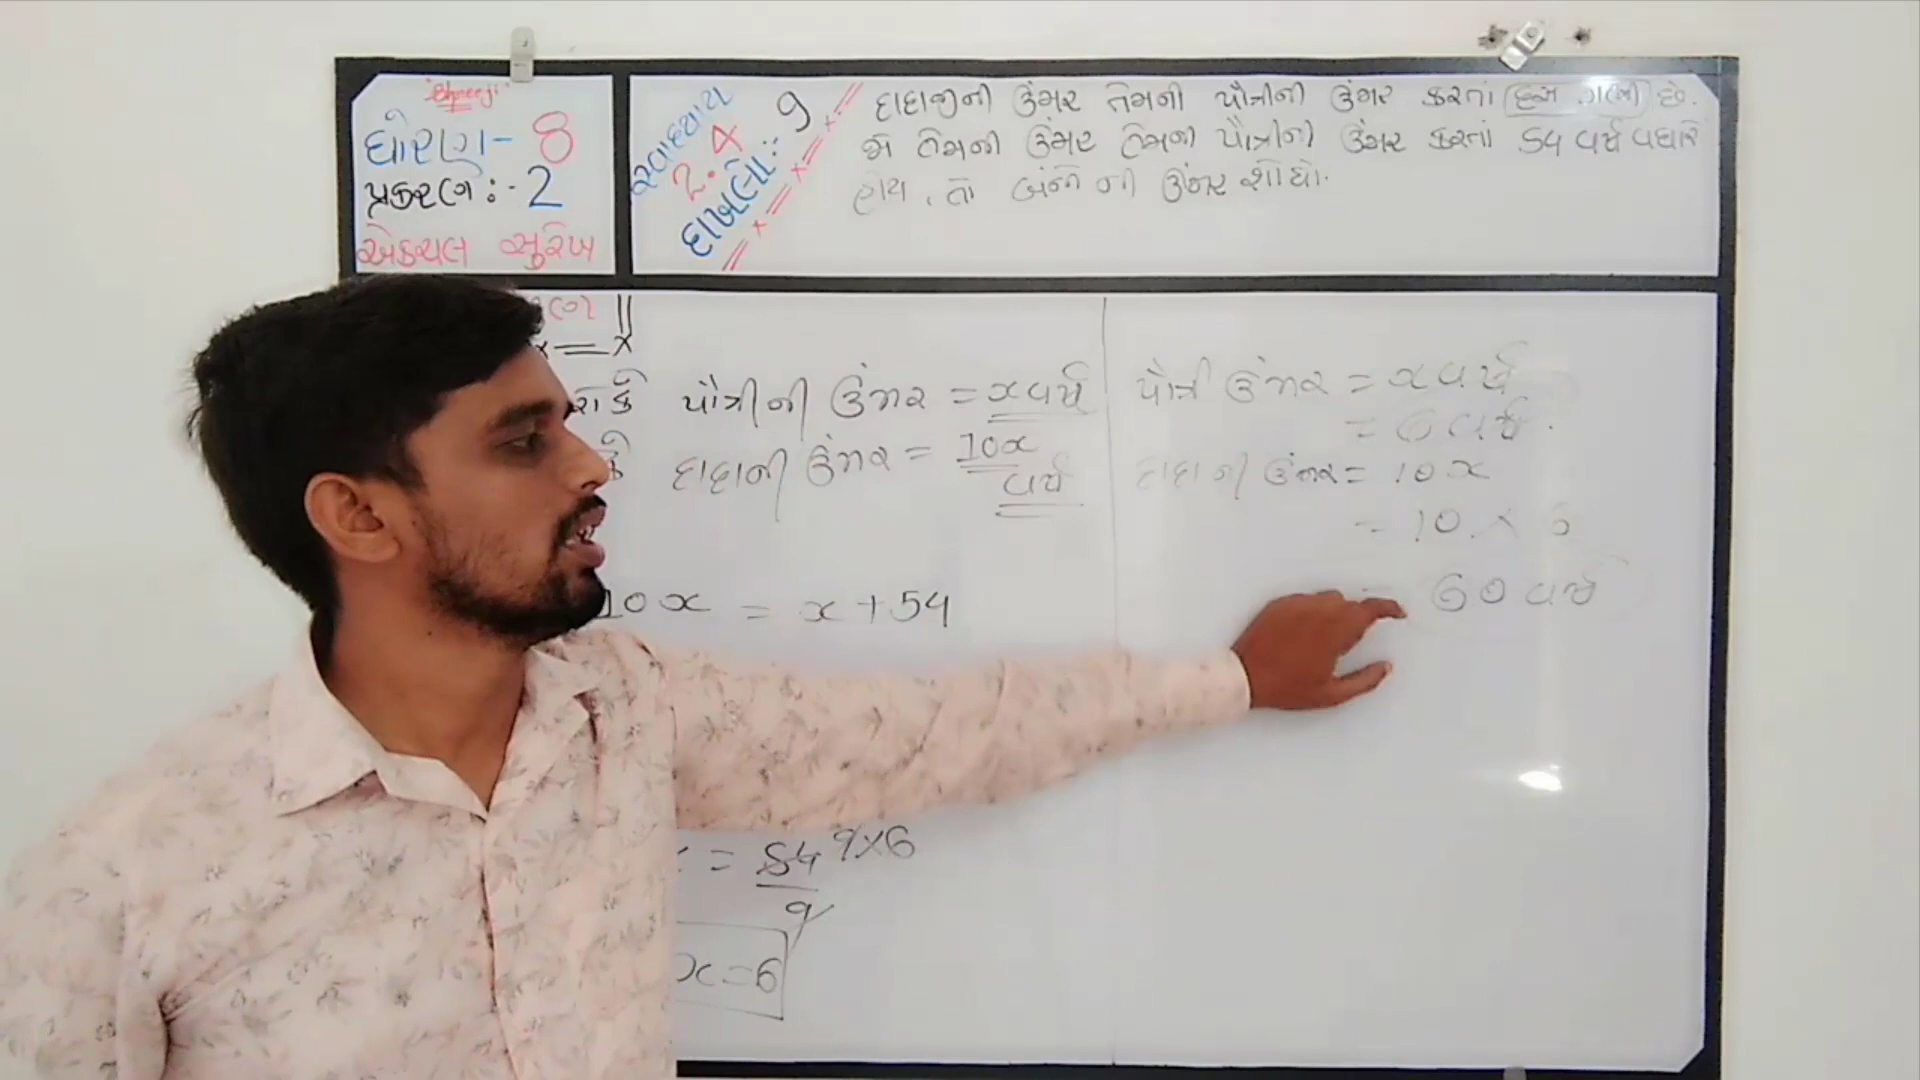 "Bhneeji"
ધોરણ- 8
પ્રકરણ:- 2
એકચલ સુરેખ
સ્વાધ્યાય
2.4
દાખલો:- 9
દાદાજીની ઉંમર તેમની પૌત્રીની ઉંમર કરતાં દસ ગણી છે.
જો તેમની ઉંમર તેમની પૌત્રીની ઉંમર કરતાં 54 વર્ષ વધારે
હોય, તો બંને ની ઉંમર શોધો.
પૌત્રીની ઉંમર = x વર્ષ
દાદાની ઉંમર = 10x
વર્ષ
10x = x+54
= 54 9×6
9
x=6
પૌત્રી ઉંમર = x વર્ષ
= 6 વર્ષ.
દાદાની ઉંમર = 10x
= 10 × 6
= 60 વર્ષ